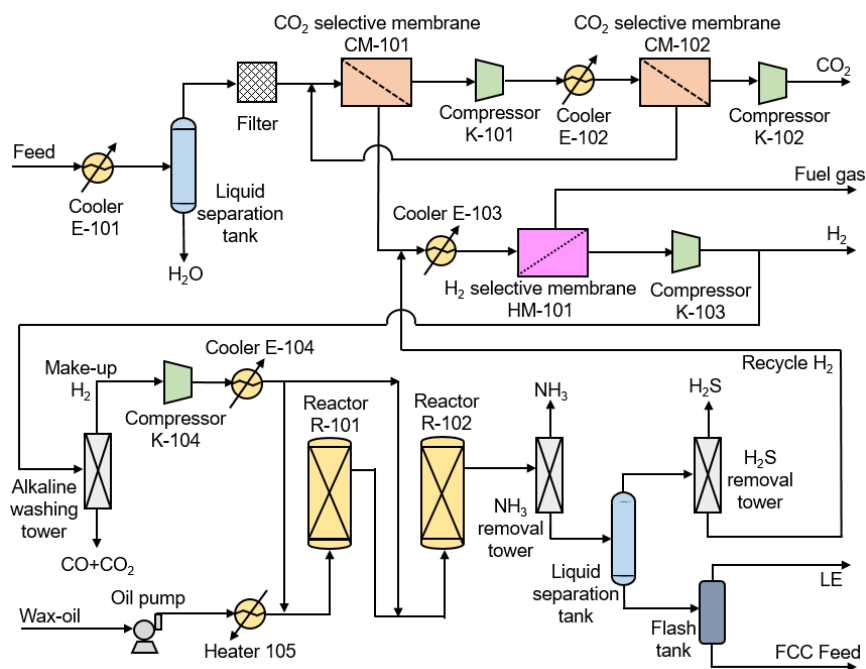 CO₂ selective membrane
CM-101
CO₂ selective membrane
CM-102
CO₂
Filter
Compressor
K-101
Cooler
E-102
Compressor
K-102
Feed
Cooler
E-101
Liquid
separation
tank
H₂O
Fuel gas
Cooler E-103
H₂
H₂ selective membrane
HM-101
Compressor
K-103
Recycle H₂
Make-up
H₂
Cooler E-104
Compressor
K-104
Reactor
R-101
Reactor
R-102
NH₃
H₂S
Alkaline
washing
tower
NH₃
removal
tower
H₂S
removal
tower
CO+CO₂
Liquid
separation
tank
LE
Wax-oil
Oil pump
Heater 105
Flash
tank
FCC Feed